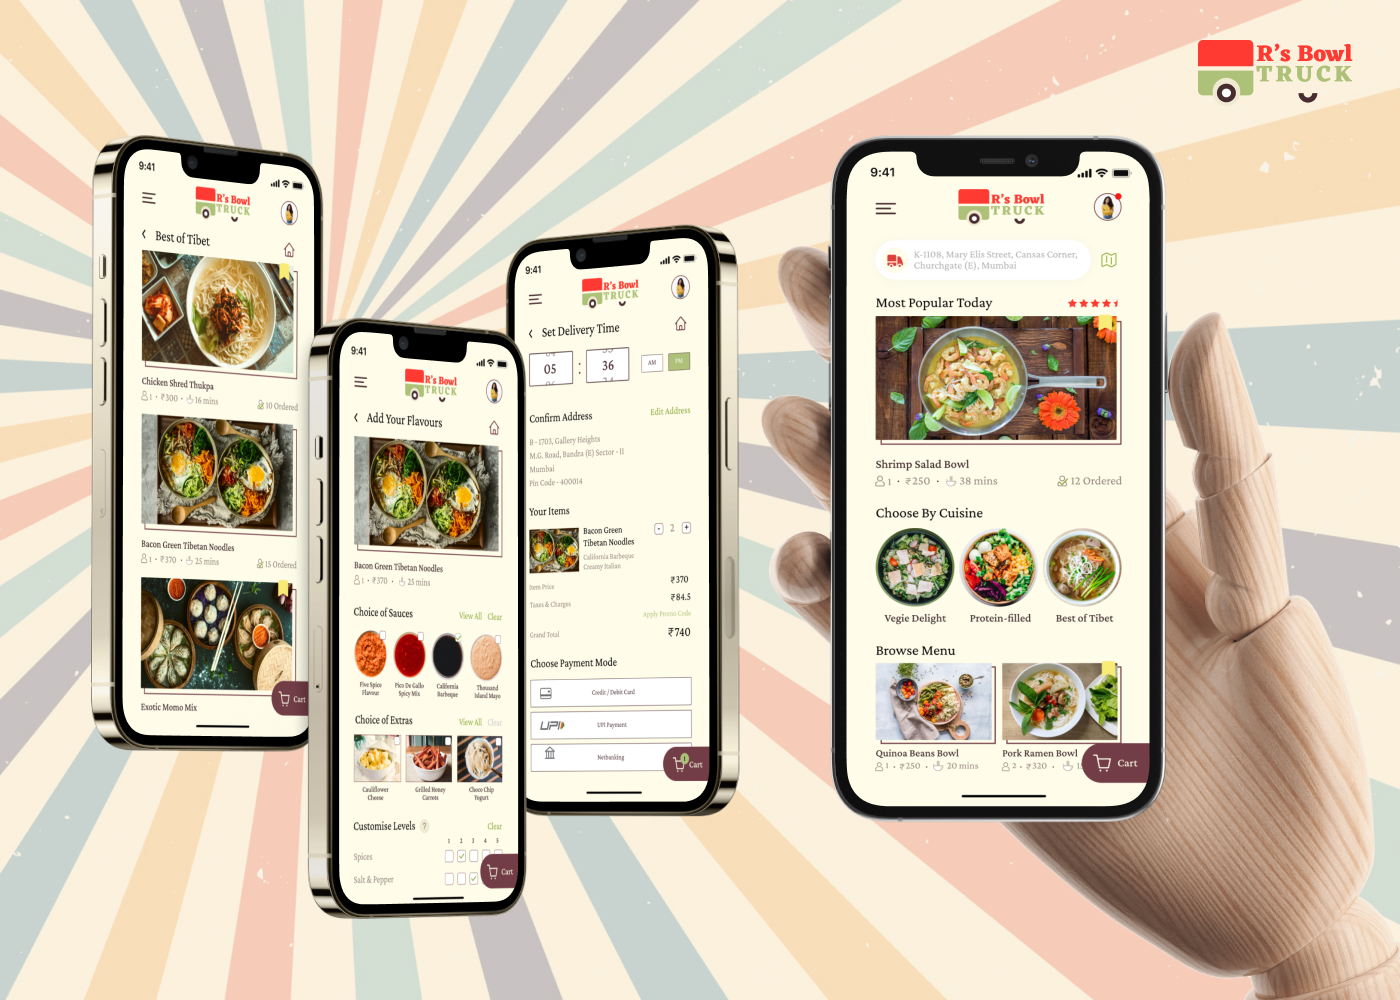 R's Bowl
TRUCK
9:41
R's Bowl
TRUCK
Best of Tibet
Chicken Shred Thukpa
1 • ₹300 • 16 mins
10 Ordered
Bacon Green Tibetan Noodles
1 • ₹370 • 25 mins
15 Ordered
Exotic Momo Mix
Cart
9:41
R's Bowl
TRUCK
Add Your Flavours
Bacon Green Tibetan Noodles
1 • ₹370 • 25 mins
Choice of Sauces
View All Clear
Five Spice
Flavour
Pico De Gallo
Spicy Mix
California
Barbeque
Thousand
Island Mayo
Choice of Extras
View All Clear
Cauliflower
Cheese
Grilled Honey
Carrots
Choco Chip
Yogurt
Customise Levels ?
Clear
1 2 3 4 5
Spices
Salt & Pepper
Cart
9:41
R's Bowl
TRUCK
Set Delivery Time
05 : 36
AM PM
Confirm Address
Edit Address
B - 1703, Gallery Heights
M.G. Road, Bandra (E) Sector - II
Mumbai
Pin Code - 400014
Your Items
Bacon Green
Tibetan Noodles
- 2 +
California Barbeque
Creamy Italian
Item Price
₹370
Taxes & Charges
₹84.5
Apply Promo Code
Grand Total
₹740
Choose Payment Mode
Credit / Debit Card
UPI UPI Payment
Netbanking
1
Cart
9:41
R's Bowl
TRUCK
K-1108, Mary Elis Street, Cansas Corner,
Churchgate (E), Mumbai
Most Popular Today
Shrimp Salad Bowl
1 • ₹250 • 38 mins
12 Ordered
Choose By Cuisine
Vegie Delight
Protein-filled
Best of Tibet
Browse Menu
Quinoa Beans Bowl
1 • ₹250 • 20 mins
Pork Ramen Bowl
2 • ₹320 •
Cart